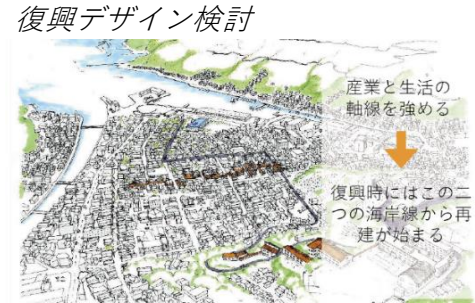 復興デザイン検討
産業と生活の
軸線を強める
復興時にはこの二
つの海岸線から再
建が始まる